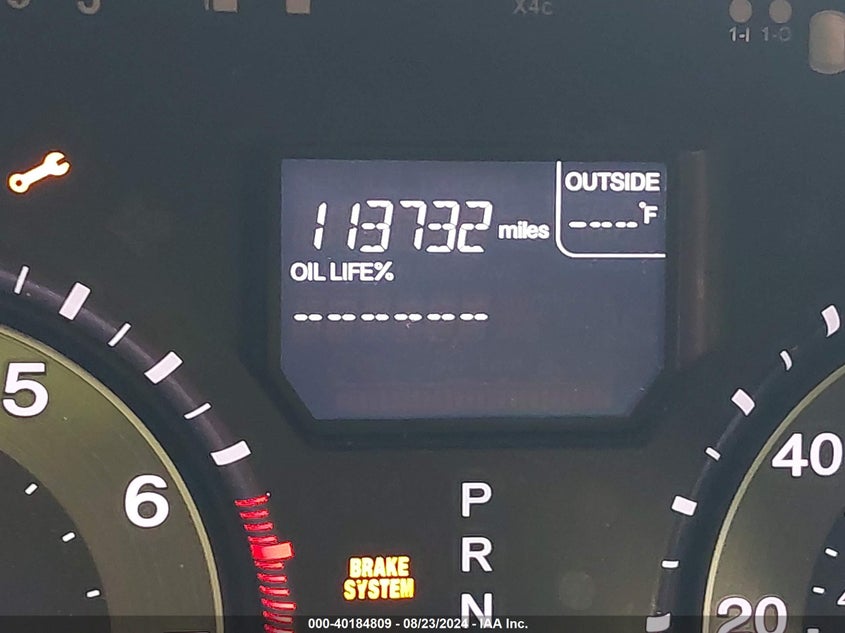 1-I 1-O
OUTSIDE
113732 miles
----°F
OIL LIFE%
---------
5
6
40
P
R
N
BRAKE
SYSTEM
20
000-40184809 - 08/23/2024 - IAA Inc.